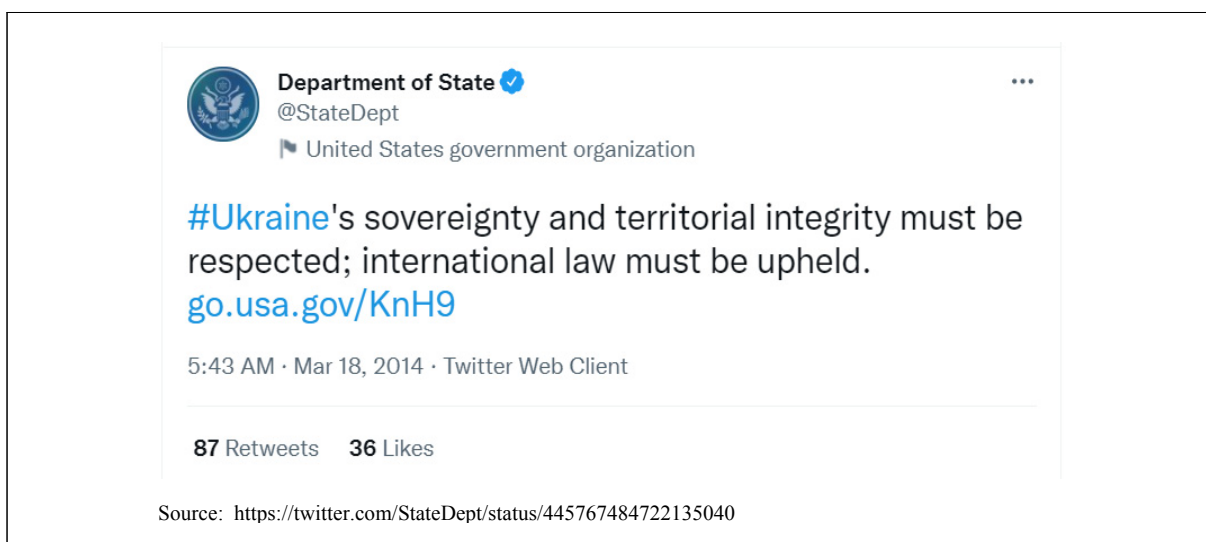 Department of State
@StateDept
United States government organization
#Ukraine's sovereignty and territorial integrity must be
respected; international law must be upheld.
go.usa.gov/KnH9
5:43 AM · Mar 18, 2014 · Twitter Web Client
87 Retweets 36 Likes
Source: https://twitter.com/StateDept/status/445767484722135040